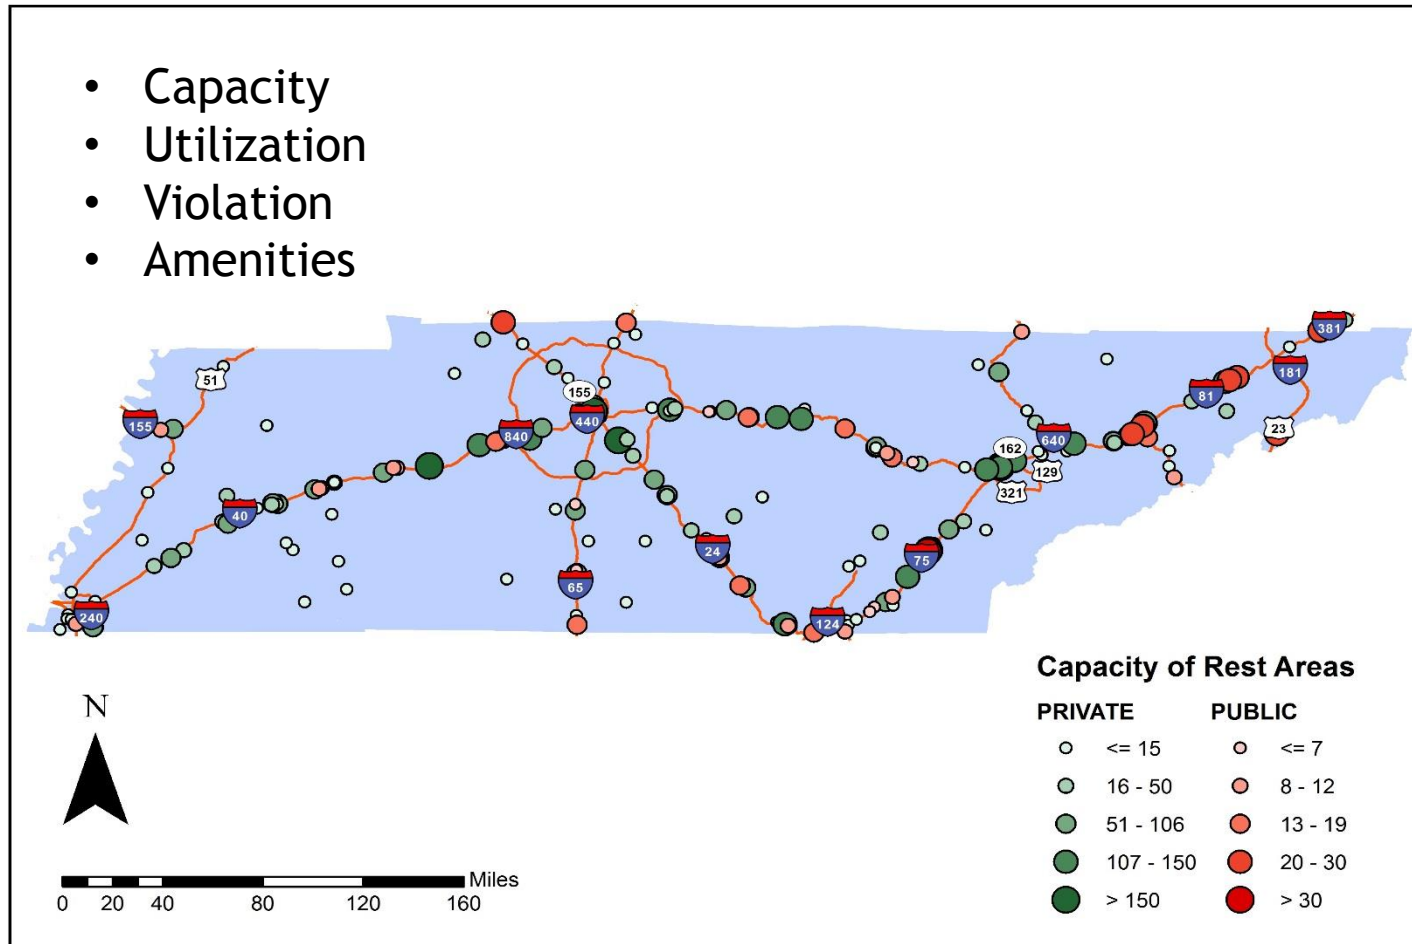 • Capacity
• Utilization
• Violation
• Amenities
51
155
155
440
840
40
240
65
24
124
75
162
640
129
321
81
181
381
23
N
Miles
0 20 40 80 120 160
Capacity of Rest Areas
PRIVATE PUBLIC
<= 15 <= 7
16 - 50 8 - 12
51 - 106 13 - 19
107 - 150 20 - 30
> 150 > 30